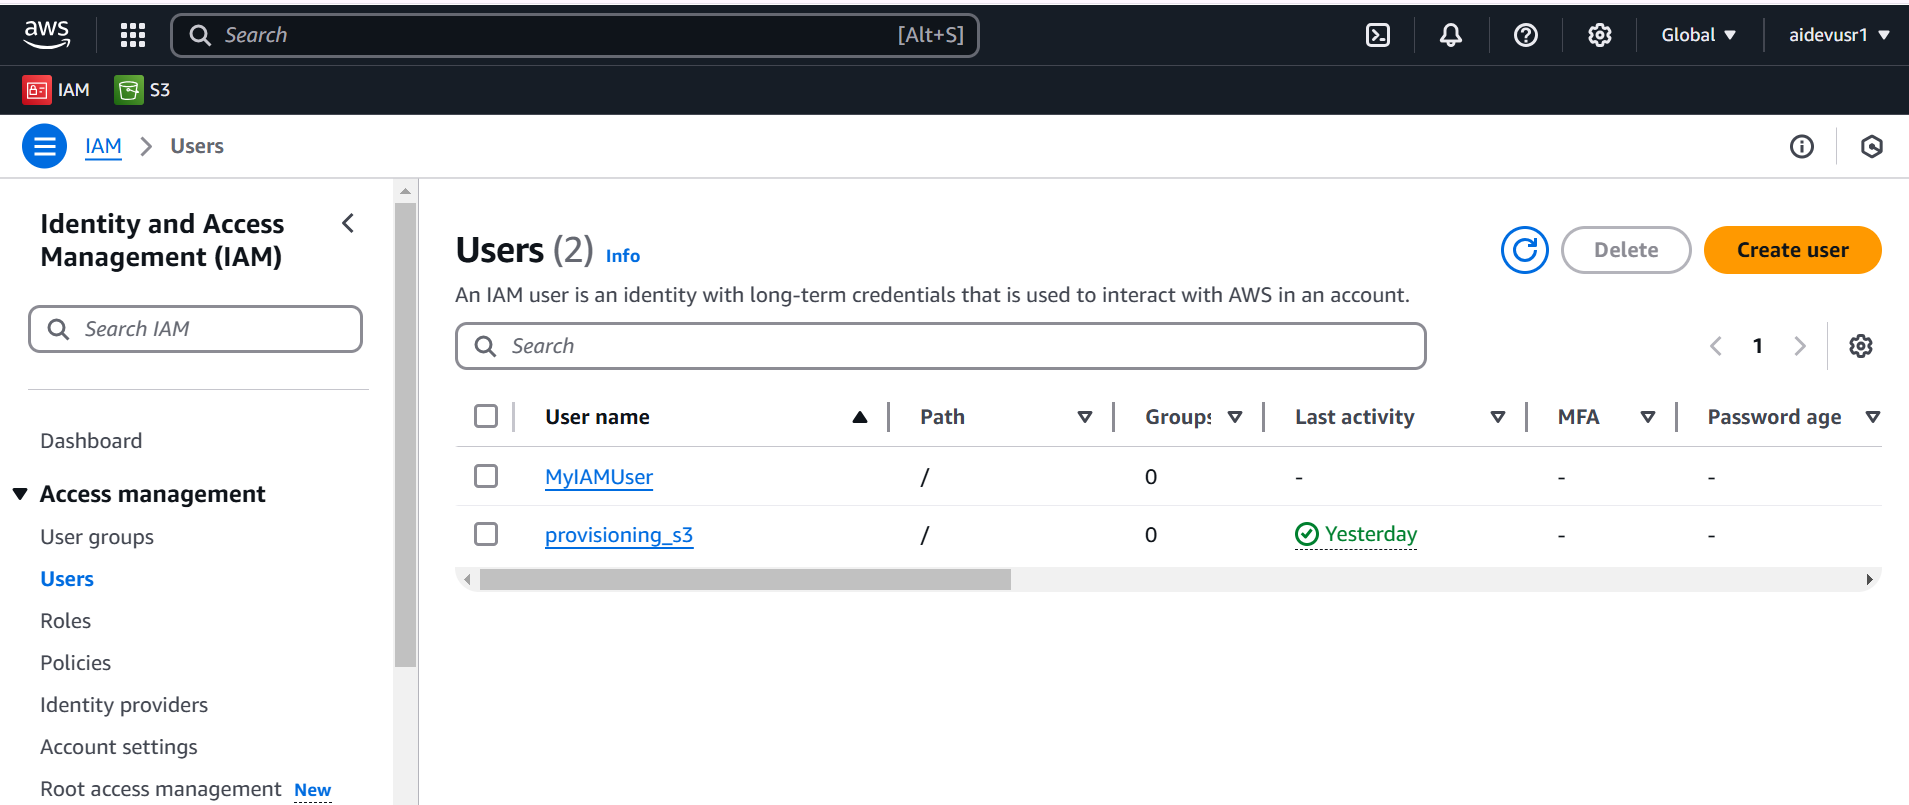 aws Search [Alt+S] Global aidevusr1
IAM S3
IAM Users
Identity and Access
Management (IAM)
Search IAM
Dashboard
Access management
User groups
Users
Roles
Policies
Identity providers
Account settings
Root access management New
Users (2) Info
Delete
Create user
An IAM user is an identity with long-term credentials that is used to interact with AWS in an account.
Search
1
User name Path Groups Last activity MFA Password age
MyIAMUser / 0 - - -
provisioning_s3 / 0 Yesterday - -